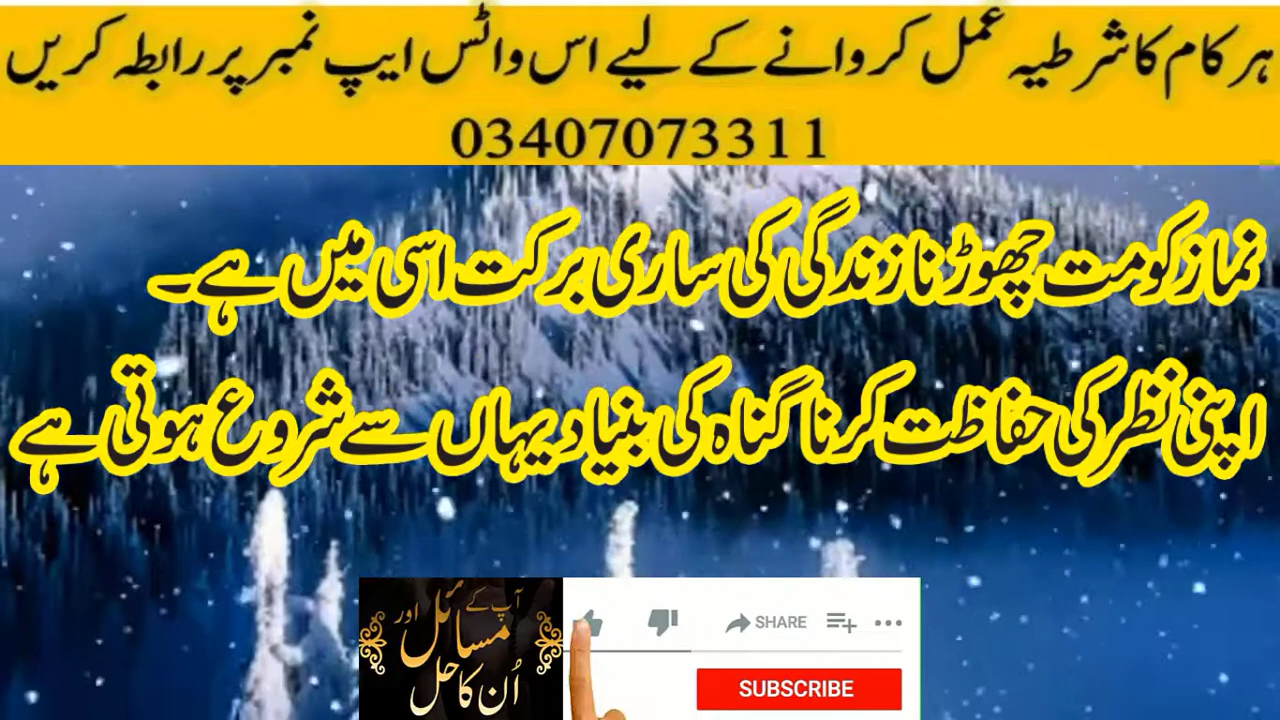 ہر کام کا شرطیہ عمل کروانے کے لیے اس واٹس ایپ نمبر پر رابطہ کریں
03407073311
نماز کو مت چھوڑنا زندگی کی ساری برکت اسی میں ہے۔
اپنی نظر کی حفاظت کرنا گناہ کی بنیاد یہاں سے شروع ہوتی ہے
آپ کے
مسائل اور
اُن کا حل
SHARE
SUBSCRIBE